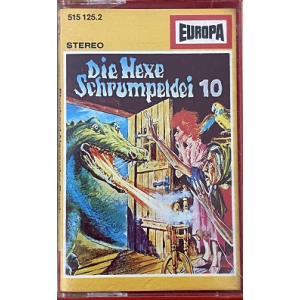 515 125.2
EUROPA
STEREO
Die Hexe
Schrumpeldei 10